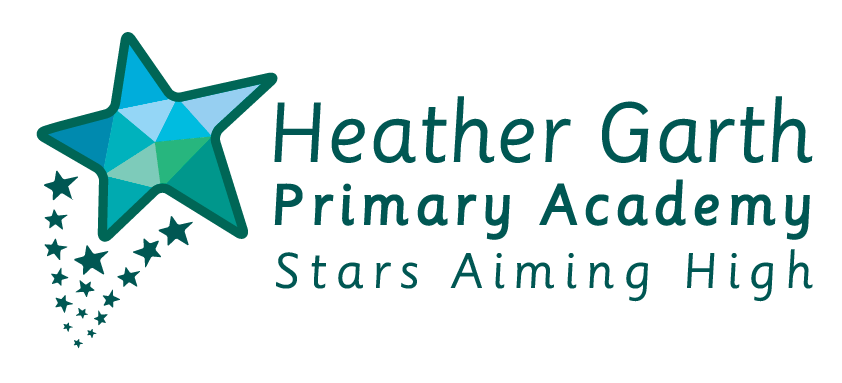 Heather Garth
Primary Academy
Stars Aiming High